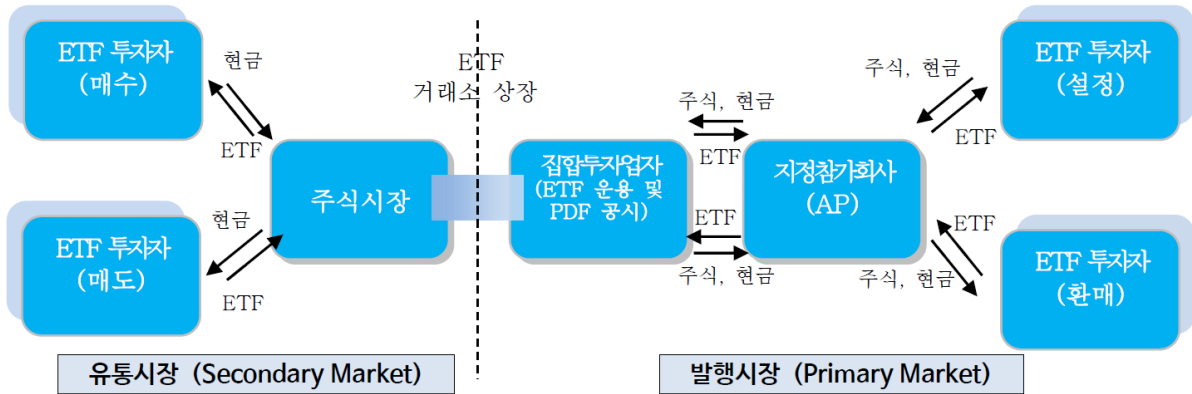 ETF 투자자
(매수)
현금
ETF
ETF 투자자
(매도)
현금
ETF
주식시장
ETF
거래소 상장
집합투자업자
(ETF 운용 및
PDF 공시)
주식, 현금
ETF
ETF
주식, 현금
지정참가회사
(AP)
주식, 현금
ETF
ETF 투자자
(설정)
ETF
주식, 현금
ETF 투자자
(환매)
유통시장 (Secondary Market)
발행시장 (Primary Market)